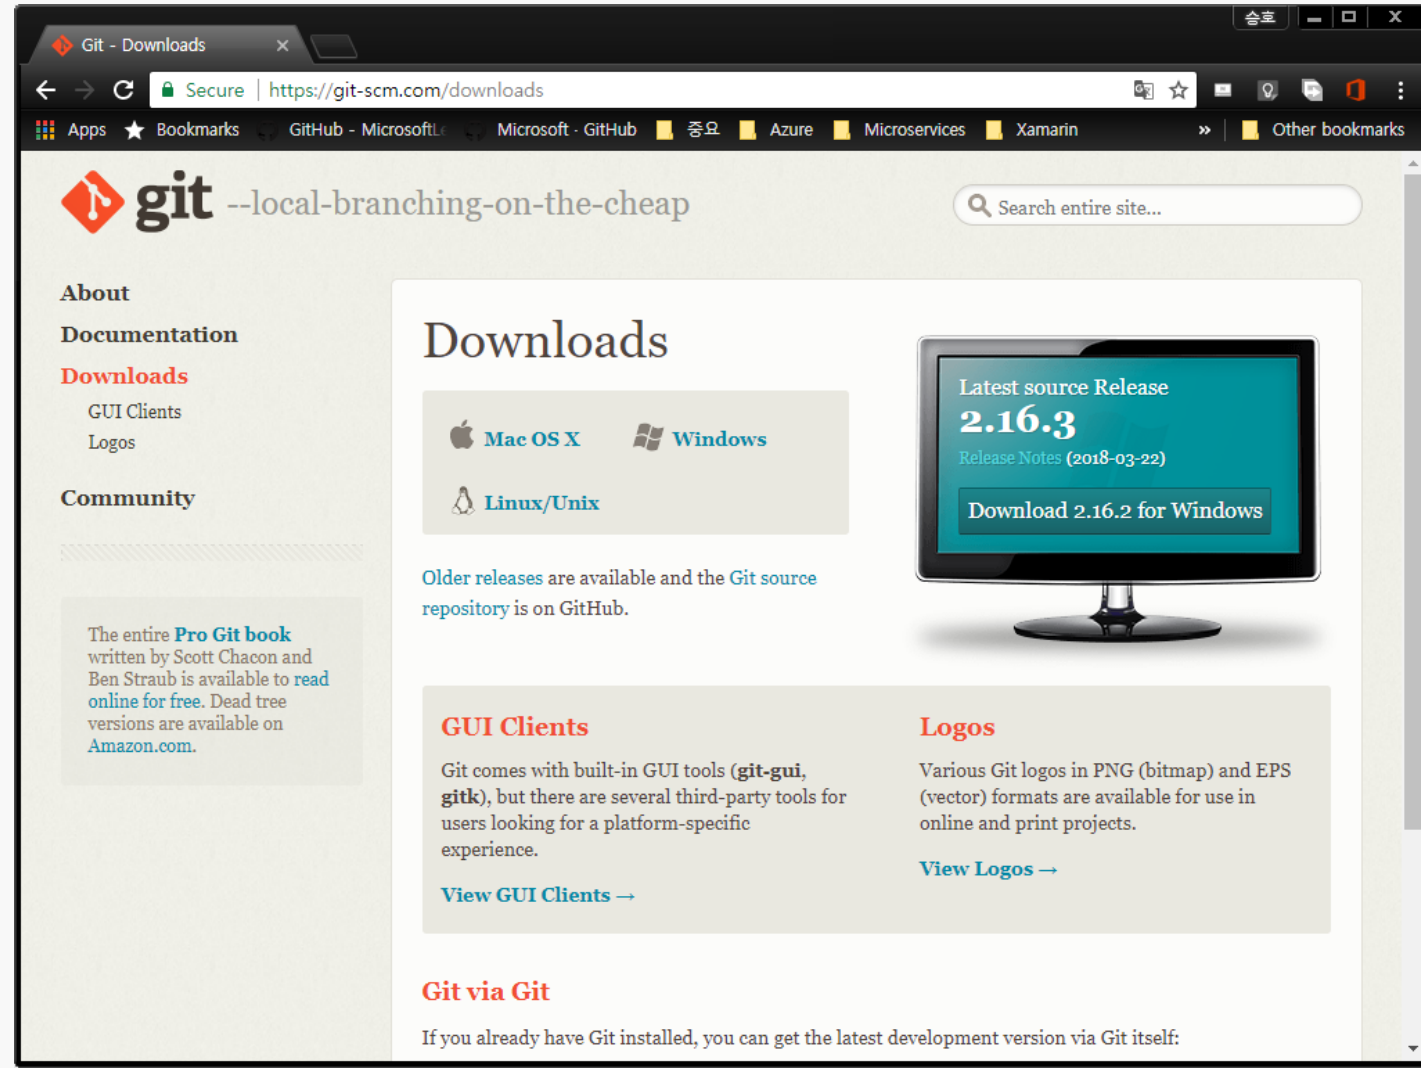 승호
Git - Downloads
Secure | https://git-scm.com/downloads
Apps Bookmarks GitHub - MicrosoftLe Microsoft · GitHub 중요 Azure Microservices Xamarin » Other bookmarks
git --local-branching-on-the-cheap
Search entire site...
About
Documentation
Downloads
GUI Clients
Logos
Community
The entire Pro Git book
written by Scott Chacon and
Ben Straub is available to read
online for free. Dead tree
versions are available on
Amazon.com.
Downloads
Mac OS X Windows
Linux/Unix
Older releases are available and the Git source
repository is on GitHub.
Latest source Release
2.16.3
Release Notes (2018-03-22)
Download 2.16.2 for Windows
GUI Clients
Git comes with built-in GUI tools (git-gui,
gitk), but there are several third-party tools for
users looking for a platform-specific
experience.
View GUI Clients →
Logos
Various Git logos in PNG (bitmap) and EPS
(vector) formats are available for use in
online and print projects.
View Logos →
Git via Git
If you already have Git installed, you can get the latest development version via Git itself: